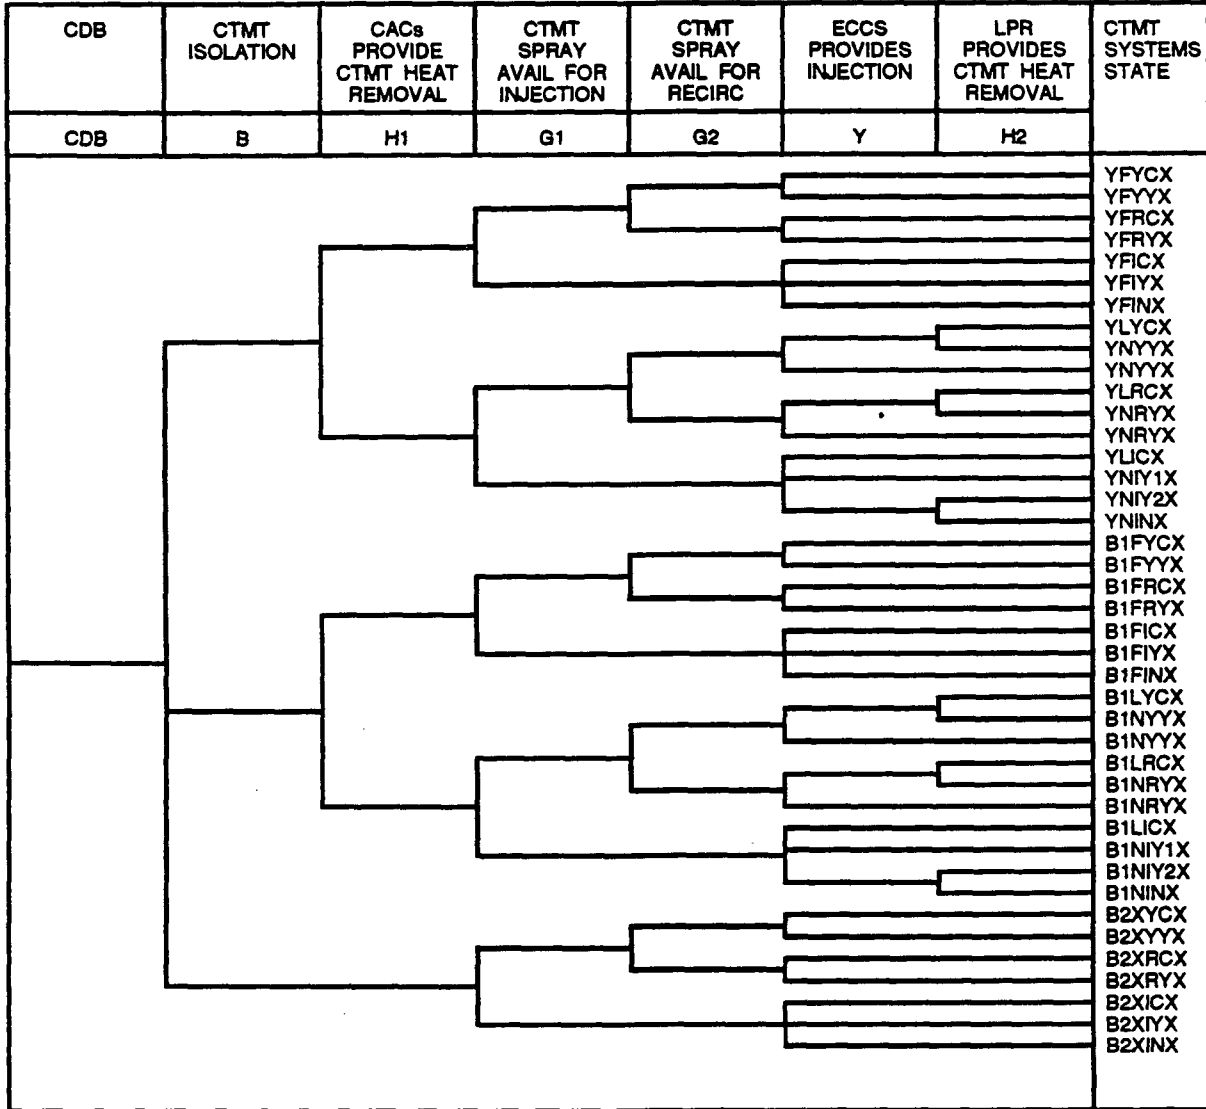 CDB
CTMT
ISOLATION
CACs
PROVIDE
CTMT HEAT
REMOVAL
CTMT
SPRAY
AVAIL FOR
INJECTION
CTMT
SPRAY
AVAIL FOR
RECIRC
ECCS
PROVIDES
INJECTION
LPR
PROVIDES
CTMT HEAT
REMOVAL
CTMT
SYSTEMS
STATE
CDB
B
H1
G1
G2
Y
H2
YFYCX
YFYYX
YFRCX
YFRYX
YFICX
YFIYX
YFINX
YLYCX
YNYYX
YNYYX
YLRCX
YNRYX
YNRYX
YLICX
YNIY1X
YNIY2X
YNINX
B1FYCX
B1FYYX
B1FRCX
B1FRYX
B1FICX
B1FIYX
B1FINX
B1LYCX
B1NYYX
B1NYYX
B1LRCX
B1NRYX
B1NRYX
B1LICX
B1NIY1X
B1NIY2X
B1NINX
B2XYCX
B2XYYX
B2XRCX
B2XRYX
B2XICX
B2XIYX
B2XINX